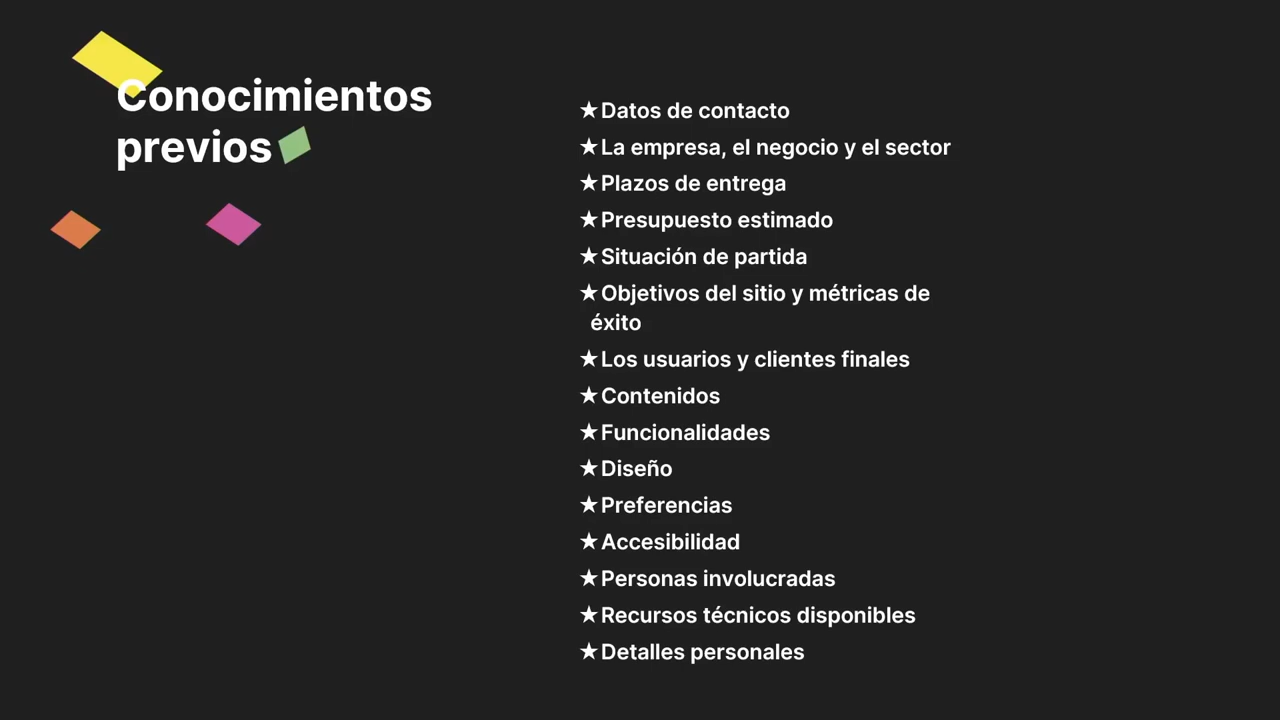 Conocimientos
previos
★Datos de contacto
★La empresa, el negocio y el sector
★Plazos de entrega
★Presupuesto estimado
★Situación de partida
★Objetivos del sitio y métricas de
éxito
★Los usuarios y clientes finales
★Contenidos
★Funcionalidades
★Diseño
★Preferencias
★Accesibilidad
★Personas involucradas
★Recursos técnicos disponibles
★Detalles personales